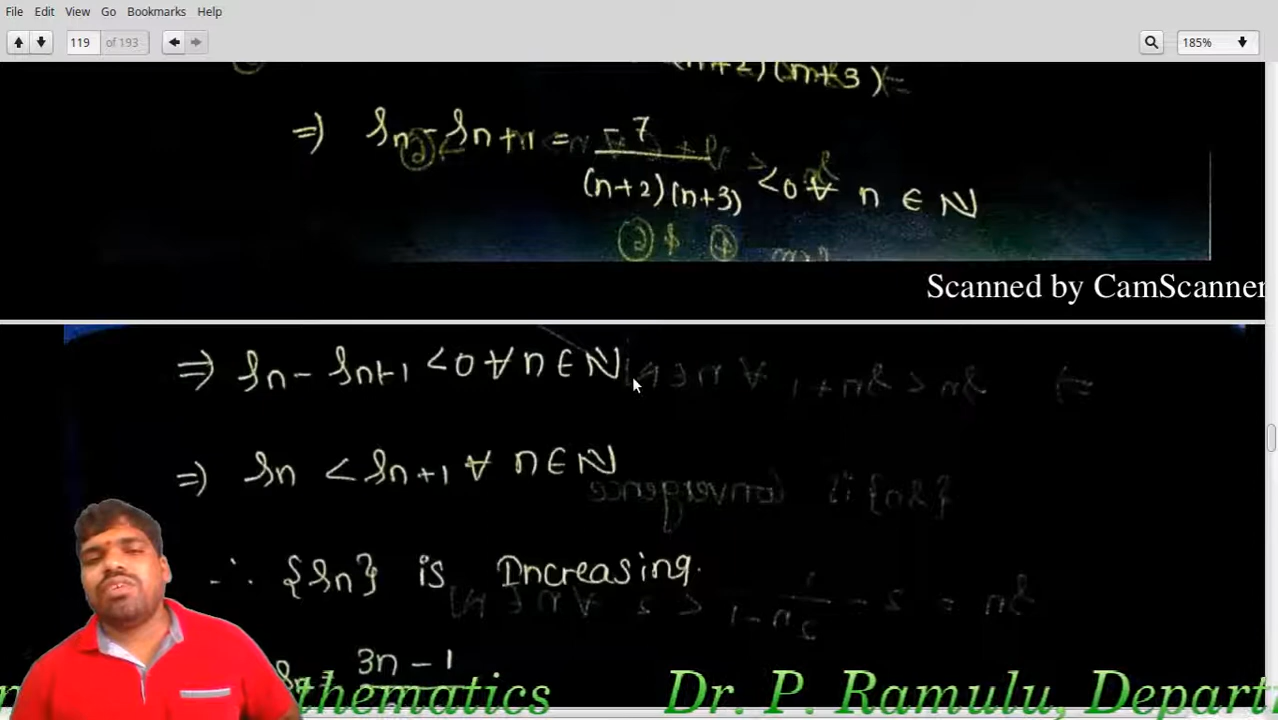 File Edit View Go Bookmarks Help
119 of 193 185%
(n+2)(n+3)
⇒ Sn - Sn+1 = -7 / (n+2)(n+3) < 0 ∀ n ∈ N
Scanned by CamScanner
⇒ Sn - Sn+1 < 0 ∀ n ∈ N
⇒ Sn < Sn+1 ∀ n ∈ N
∴ {Sn} is Increasing.
Sn = 3n - 1
thematics Dr. P. Ramulu, Depart